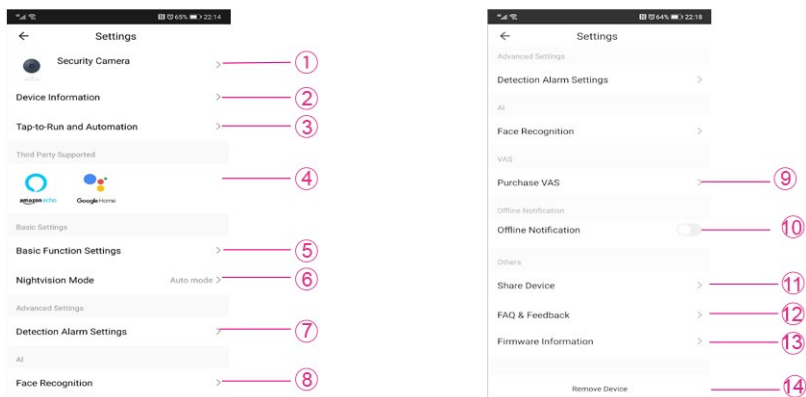 65% 22:14
Settings
Security Camera
①
Device Information
②
Tap-to-Run and Automation
③
Third Party Supported
④
amazon echo
Google Home
Basic Settings
Basic Function Settings
⑤
Nightvision Mode
Auto mode
⑥
Advanced Settings
Detection Alarm Settings
⑦
AI
Face Recognition
⑧
64% 22:18
Settings
Advanced Settings
Detection Alarm Settings
AI
Face Recognition
VAS
Purchase VAS
⑨
Offline Notification
Offline Notification
⑩
Others
Share Device
⑪
FAQ & Feedback
⑫
Firmware Information
⑬
Remove Device
⑭